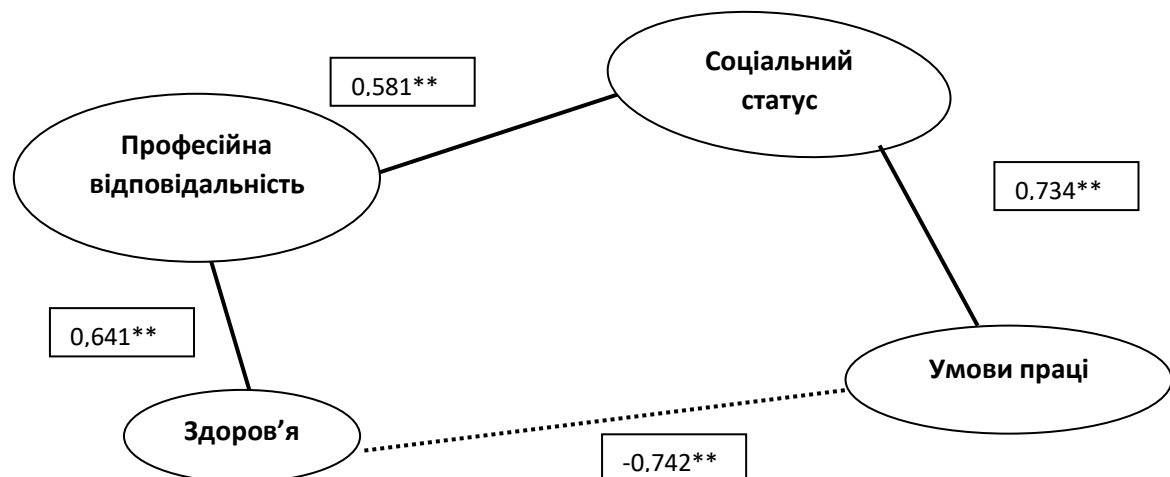 Соціальний
статус
0,581**
Професійна
відповідальність
0,734**
0,641**
Умови праці
Здоров’я
-0,742**